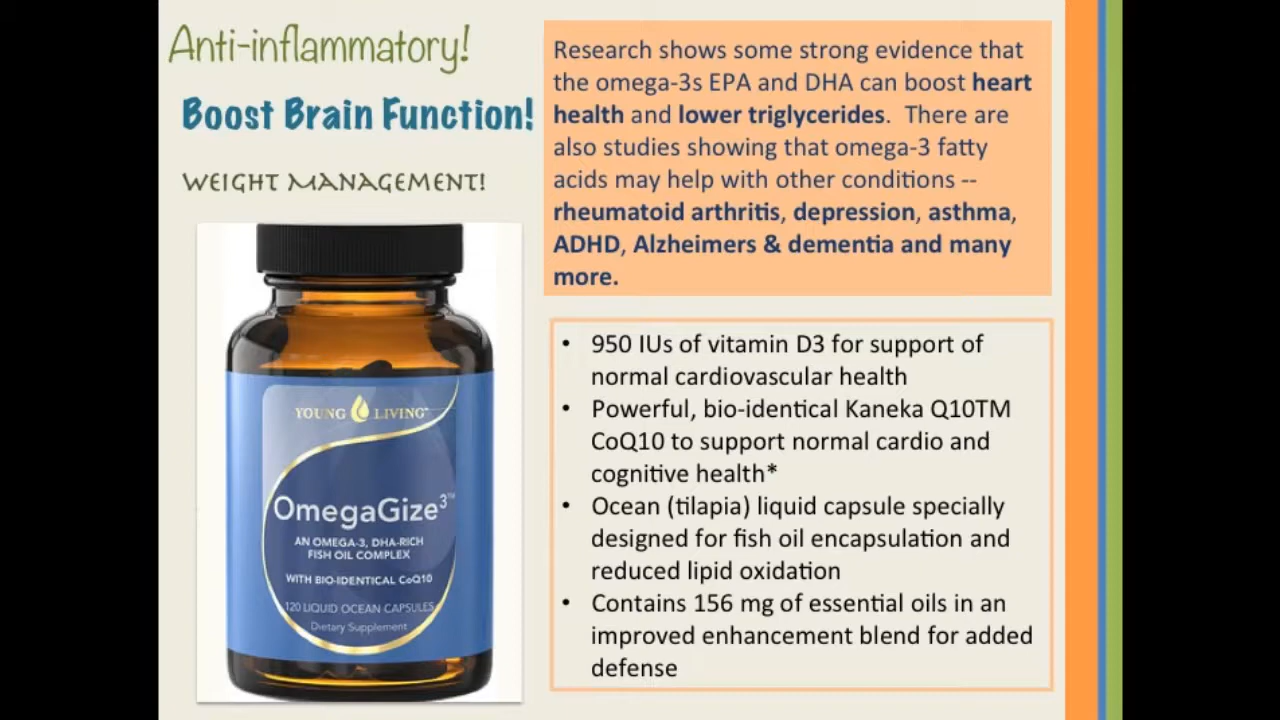 Anti-inflammatory!
Boost Brain Function!
WEIGHT MANAGEMENT!
YOUNG LIVING™
OmegaGize³™
AN OMEGA-3, DHA-RICH
FISH OIL COMPLEX
WITH BIO-IDENTICAL CoQ10
120 LIQUID OCEAN CAPSULES
Dietary Supplement
Research shows some strong evidence that
the omega-3s EPA and DHA can boost heart
health and lower triglycerides. There are
also studies showing that omega-3 fatty
acids may help with other conditions --
rheumatoid arthritis, depression, asthma,
ADHD, Alzheimers & dementia and many
more.
• 950 IUs of vitamin D3 for support of
normal cardiovascular health
• Powerful, bio-identical Kaneka Q10TM
CoQ10 to support normal cardio and
cognitive health*
• Ocean (tilapia) liquid capsule specially
designed for fish oil encapsulation and
reduced lipid oxidation
• Contains 156 mg of essential oils in an
improved enhancement blend for added
defense